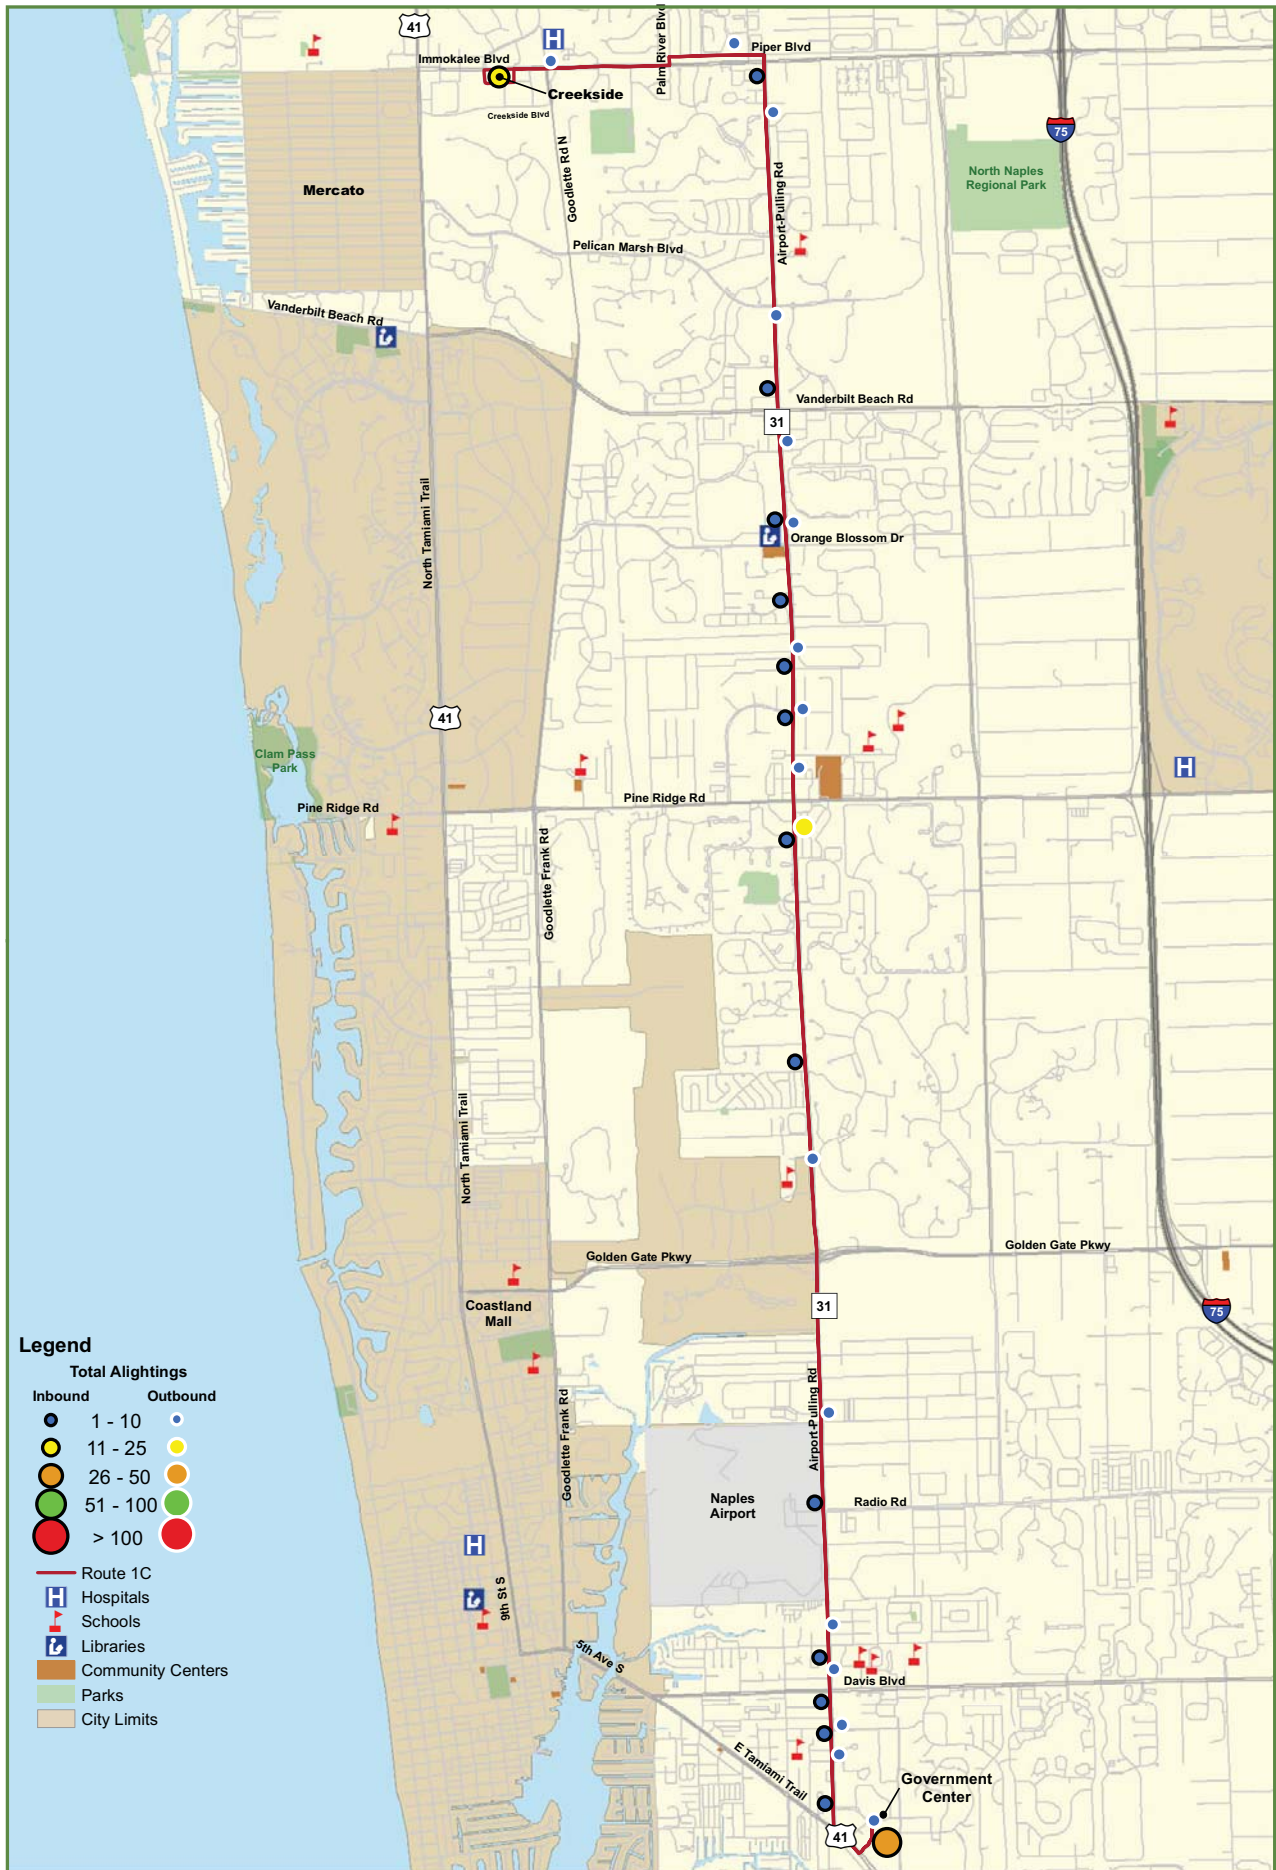 41
Immokalee Blvd
Palm River Blvd
Piper Blvd
Creekside
Creekside Blvd
75
Mercato
Goodlette Rd N
Airport-Pulling Rd
North Naples
Regional Park
Pelican Marsh Blvd
Vanderbilt Beach Rd
Vanderbilt Beach Rd
31
North Tamiami Trail
Orange Blossom Dr
41
Clam Pass
Park
Pine Ridge Rd
Pine Ridge Rd
Goodlette Frank Rd
North Tamiami Trail
Golden Gate Pkwy
Golden Gate Pkwy
Coastland
Mall
31
75
Airport-Pulling Rd
Goodlette Frank Rd
Naples
Airport
Radio Rd
9th St S
5th Ave S
Davis Blvd
E Tamiami Trail
Government
Center
41
Legend
Total Alightings
Inbound Outbound
1 - 10
11 - 25
26 - 50
51 - 100
> 100
Route 1C
H Hospitals
Schools
Libraries
Community Centers
Parks
City Limits
H
H
H